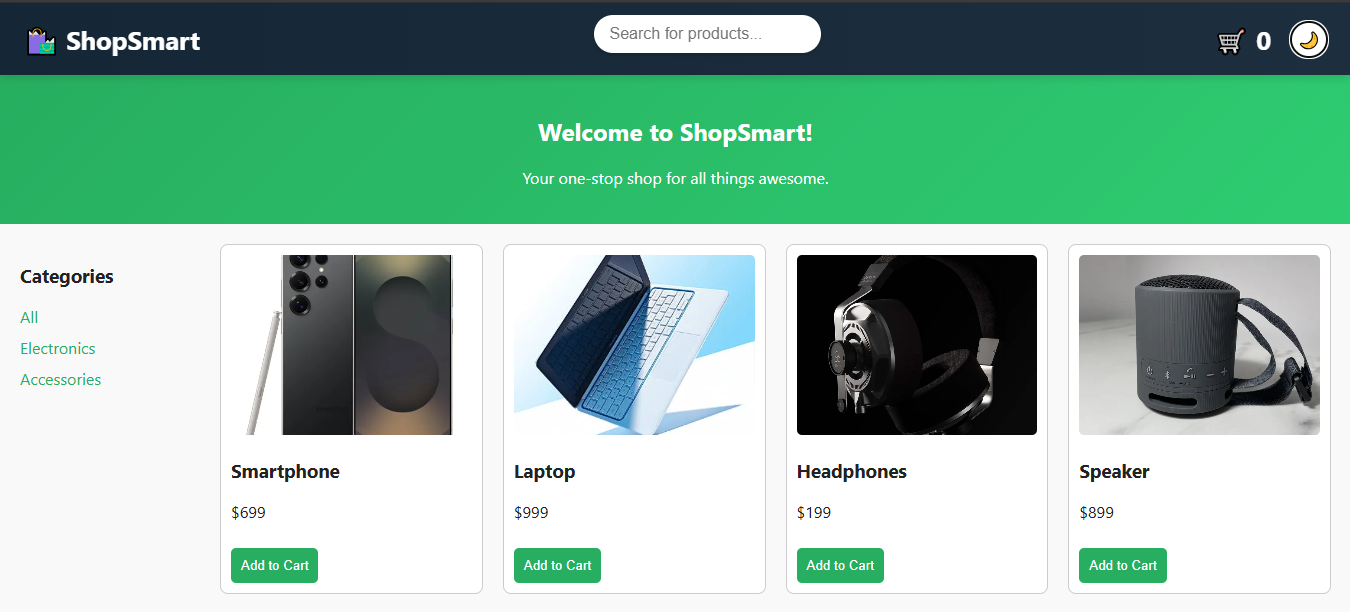 ShopSmart
Search for products...
0
Welcome to ShopSmart!
Your one-stop shop for all things awesome.
Categories
All
Electronics
Accessories
Smartphone
$699
Add to Cart
Laptop
$999
Add to Cart
Headphones
$199
Add to Cart
Speaker
$899
Add to Cart